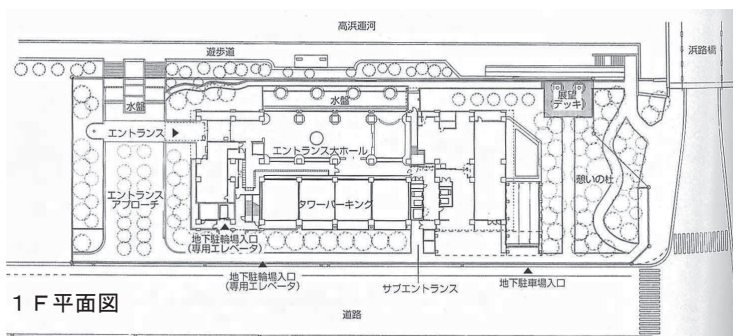 高浜運河
遊歩道
浜路橋
水盤
水盤
展望
デッキ
エントランス
エントランス大ホール
エントランス
アプローチ
タワーパーキング
憩いの杜
地下駐輪場入口
(専用エレベータ)
地下駐輪場入口
(専用エレベータ)
サブエントランス
地下駐車場入口
1F平面図
道路